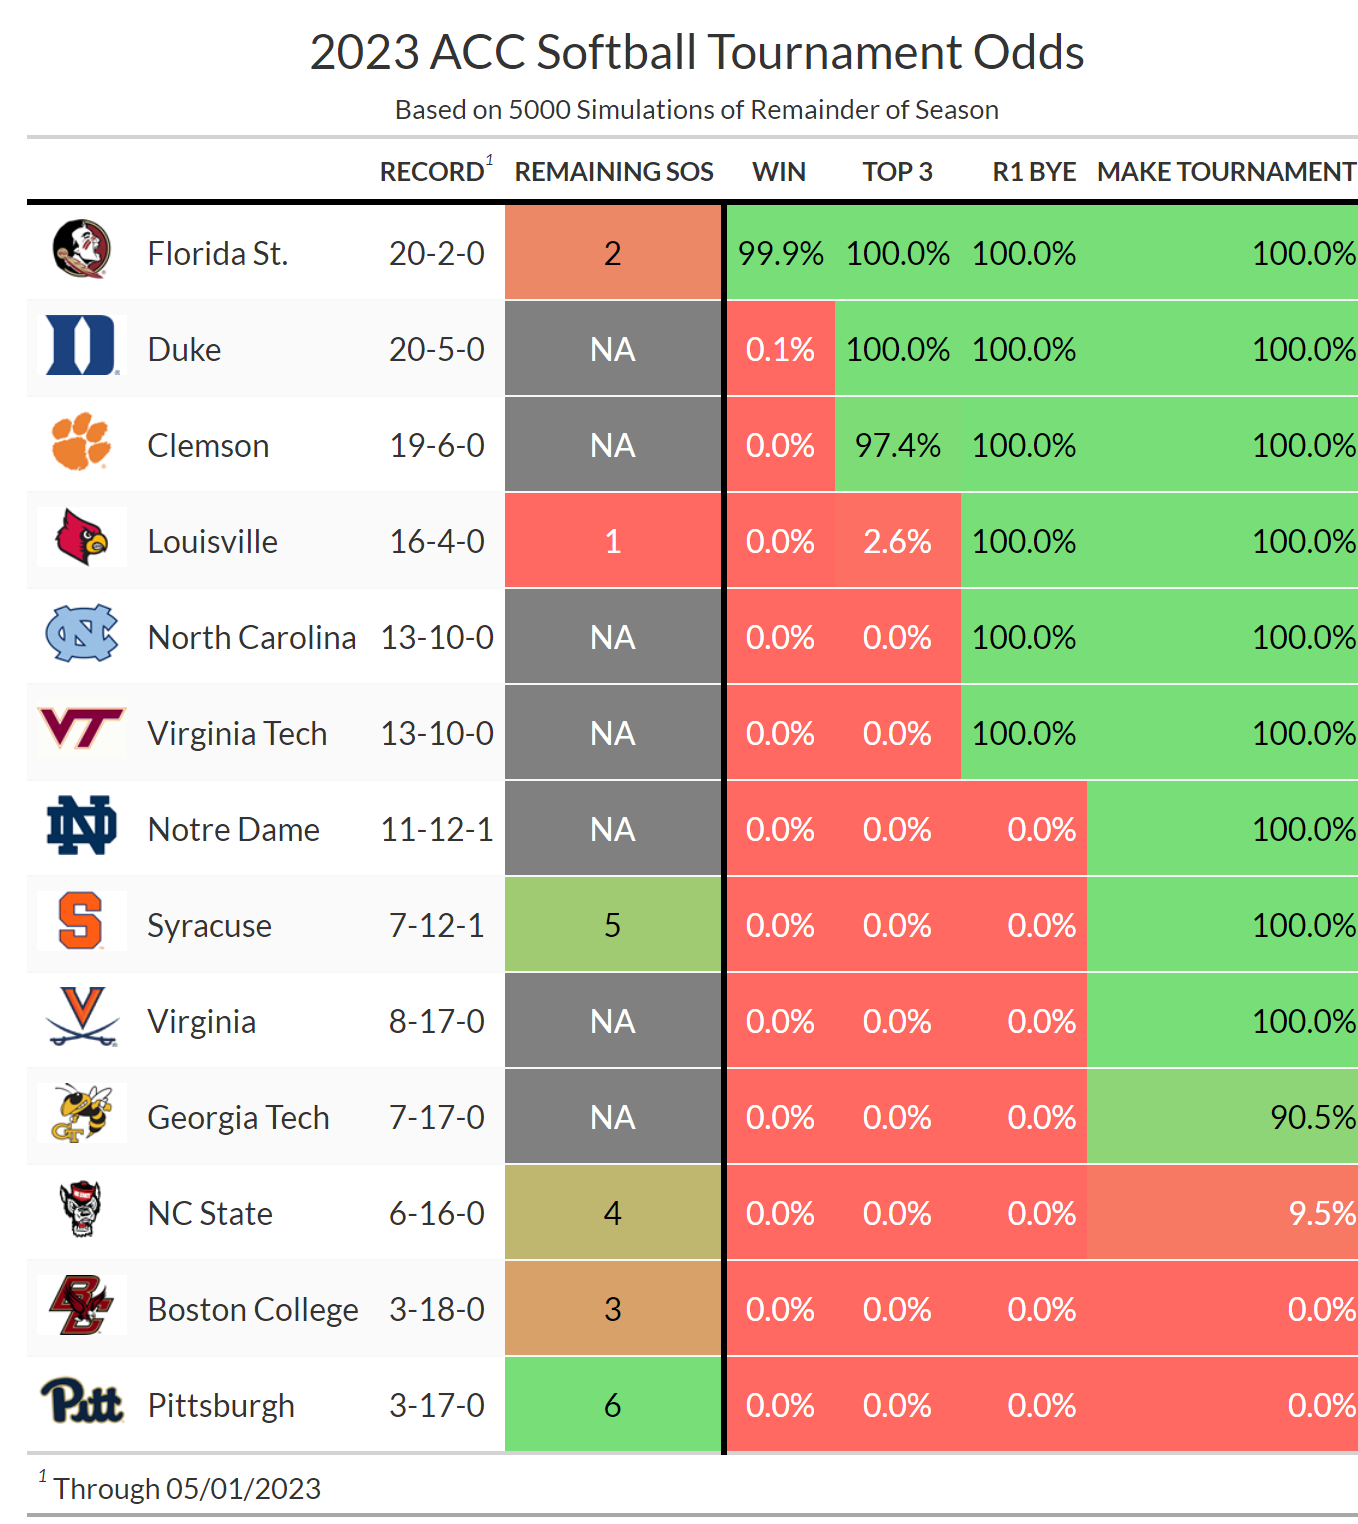 2023 ACC Softball Tournament Odds
Based on 5000 Simulations of Remainder of Season
RECORD1 REMAINING SOS WIN TOP 3 R1 BYE MAKE TOURNAMENT
Florida St. 20-2-0 2 99.9% 100.0% 100.0% 100.0%
D Duke 20-5-0 NA 0.1% 100.0% 100.0% 100.0%
Clemson 19-6-0 NA 0.0% 97.4% 100.0% 100.0%
Louisville 16-4-0 1 0.0% 2.6% 100.0% 100.0%
NC North Carolina 13-10-0 NA 0.0% 0.0% 100.0% 100.0%
VT Virginia Tech 13-10-0 NA 0.0% 0.0% 100.0% 100.0%
ND Notre Dame 11-12-1 NA 0.0% 0.0% 0.0% 100.0%
S Syracuse 7-12-1 5 0.0% 0.0% 0.0% 100.0%
V Virginia 8-17-0 NA 0.0% 0.0% 0.0% 100.0%
GT Georgia Tech 7-17-0 NA 0.0% 0.0% 0.0% 90.5%
NC State 6-16-0 4 0.0% 0.0% 0.0% 9.5%
BC Boston College 3-18-0 3 0.0% 0.0% 0.0% 0.0%
Pitt Pittsburgh 3-17-0 6 0.0% 0.0% 0.0% 0.0%
1 Through 05/01/2023